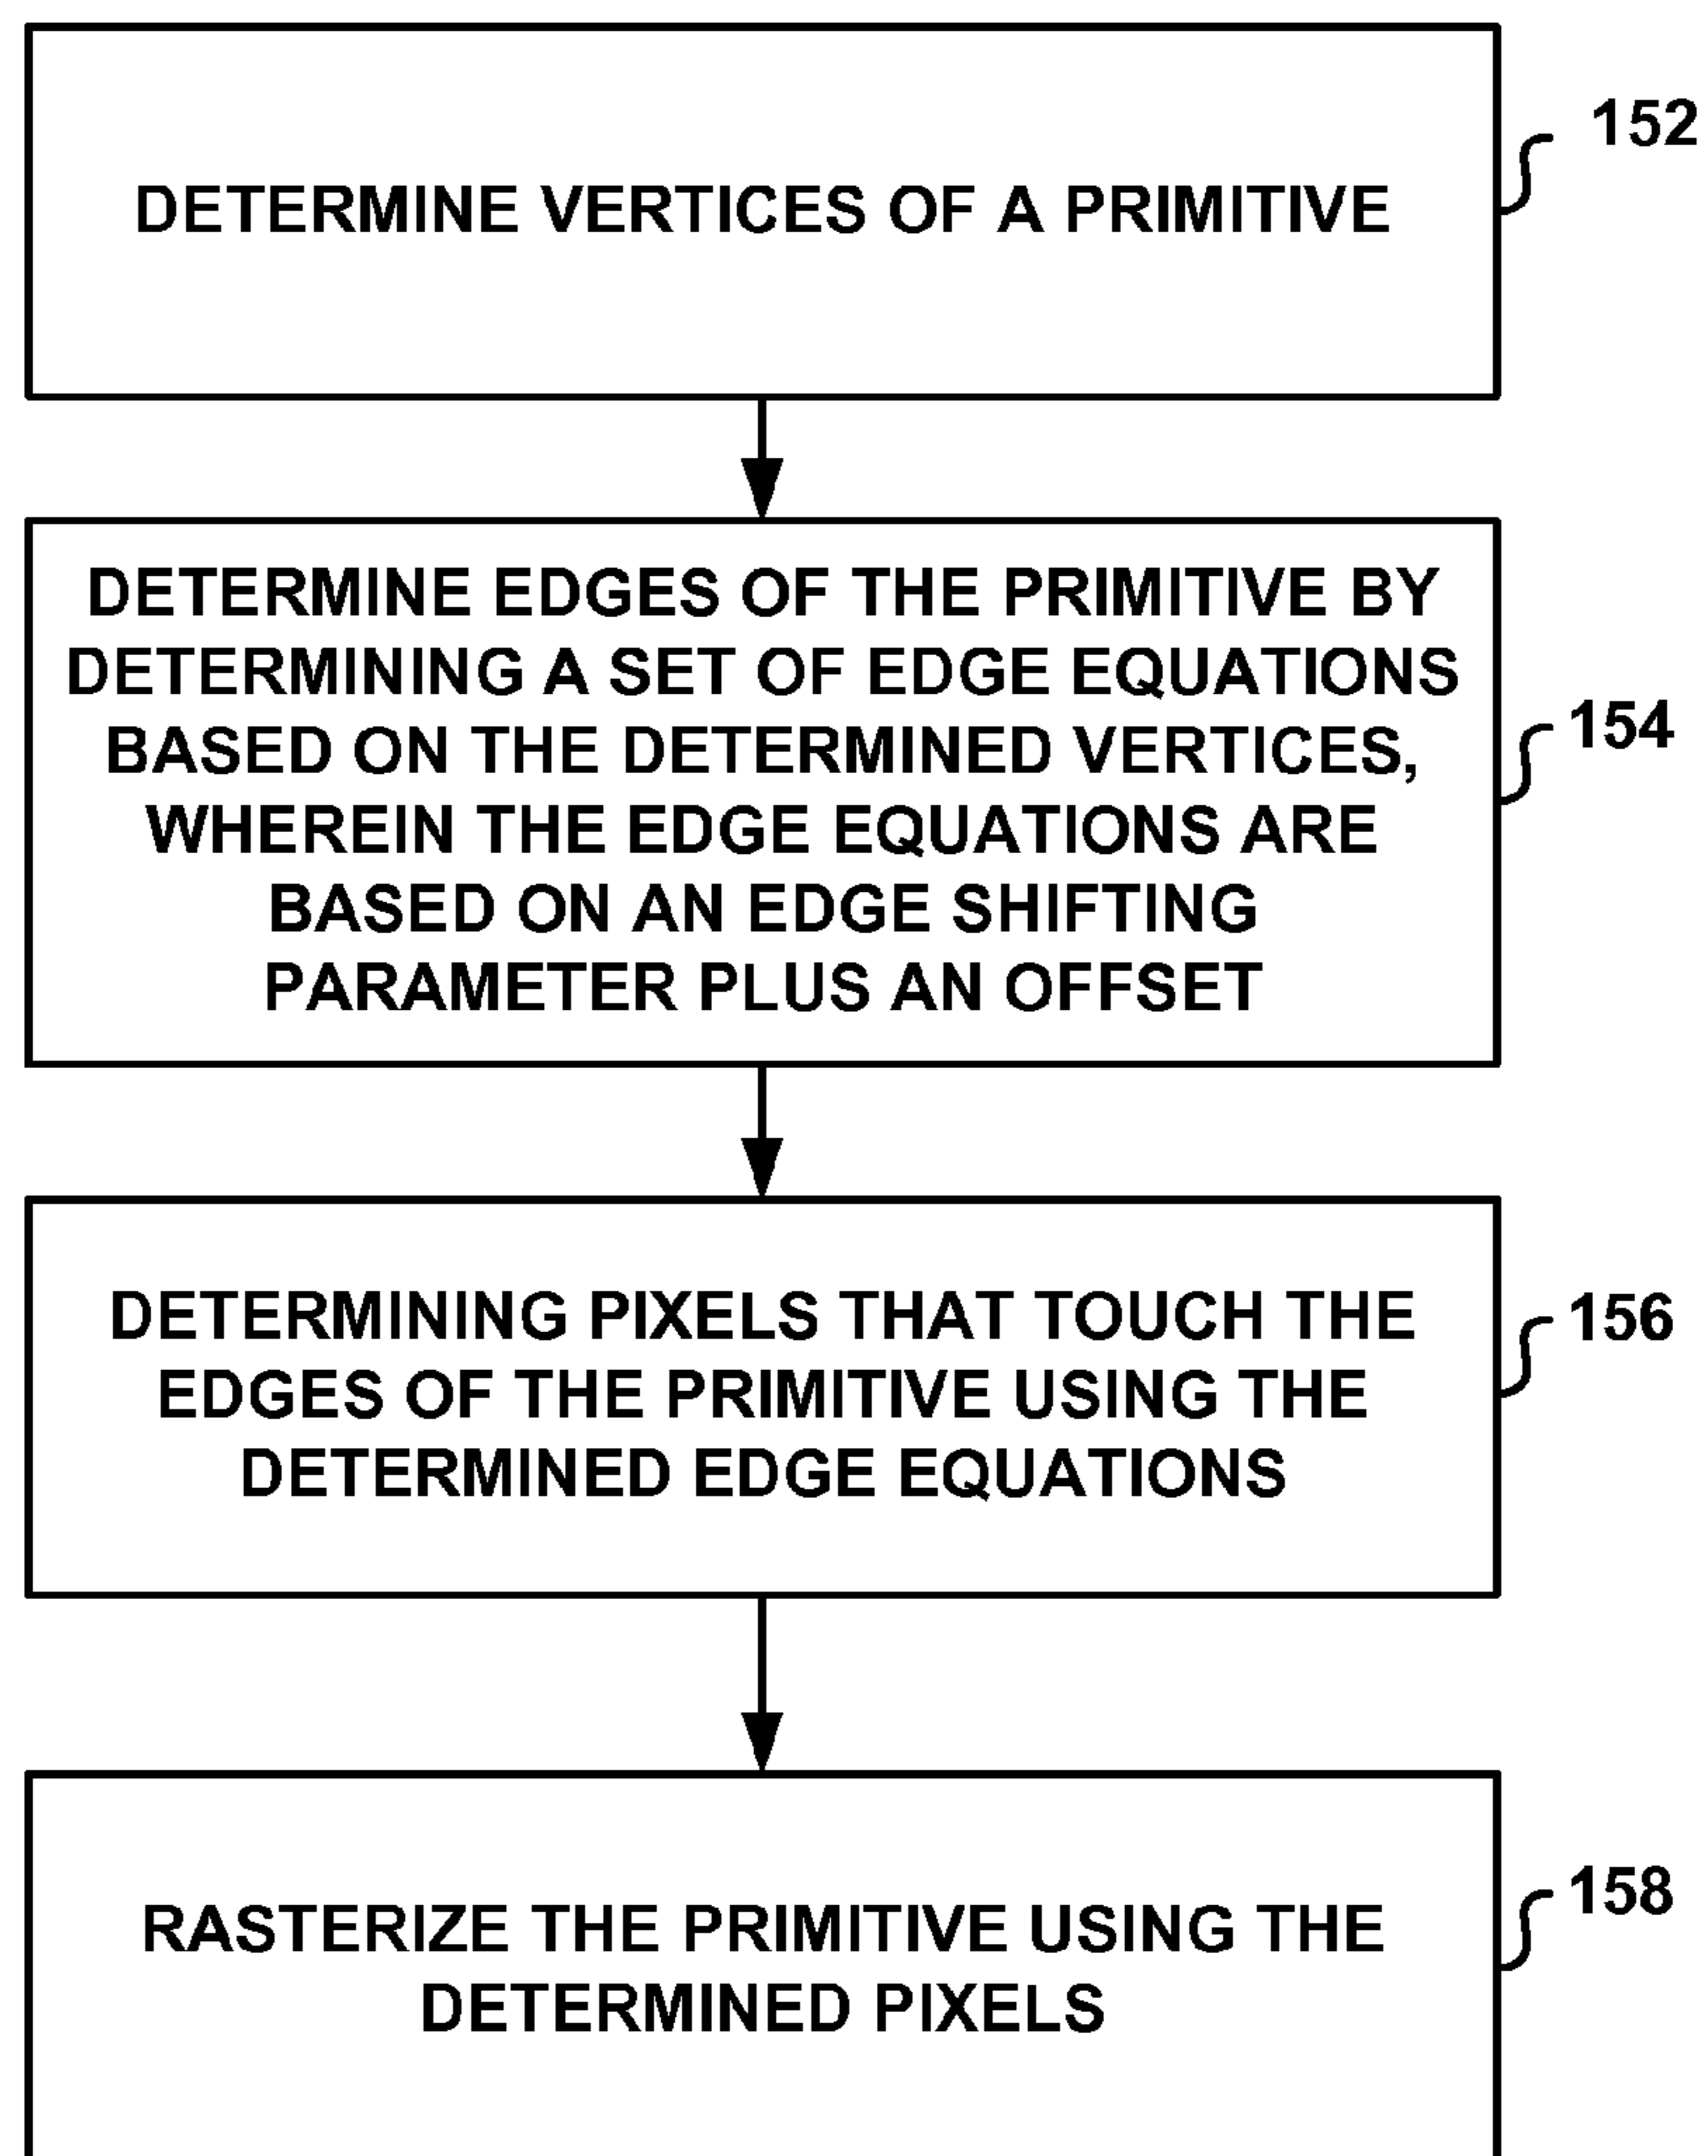 152
DETERMINE VERTICES OF A PRIMITIVE
DETERMINE EDGES OF THE PRIMITIVE BY
DETERMINING A SET OF EDGE EQUATIONS
BASED ON THE DETERMINED VERTICES,
WHEREIN THE EDGE EQUATIONS ARE
BASED ON AN EDGE SHIFTING
PARAMETER PLUS AN OFFSET
154
DETERMINING PIXELS THAT TOUCH THE
EDGES OF THE PRIMITIVE USING THE
DETERMINED EDGE EQUATIONS
156
RASTERIZE THE PRIMITIVE USING THE
DETERMINED PIXELS
158